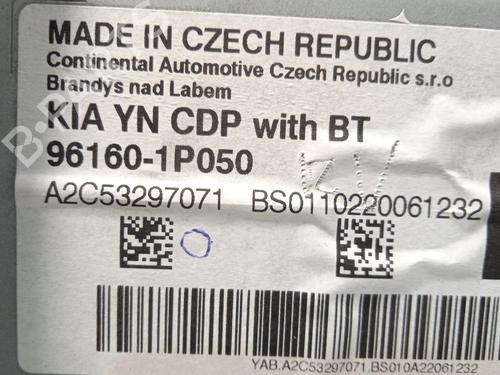 MADE IN CZECH REPUBLIC
Continental Automotive Czech Republic s.r.o
Brandys nad Labem
KIA YN CDP with BT
96160-1P050
A2C53297071 BS0110220061232
YAB.A2C53297071.BS010A22061232